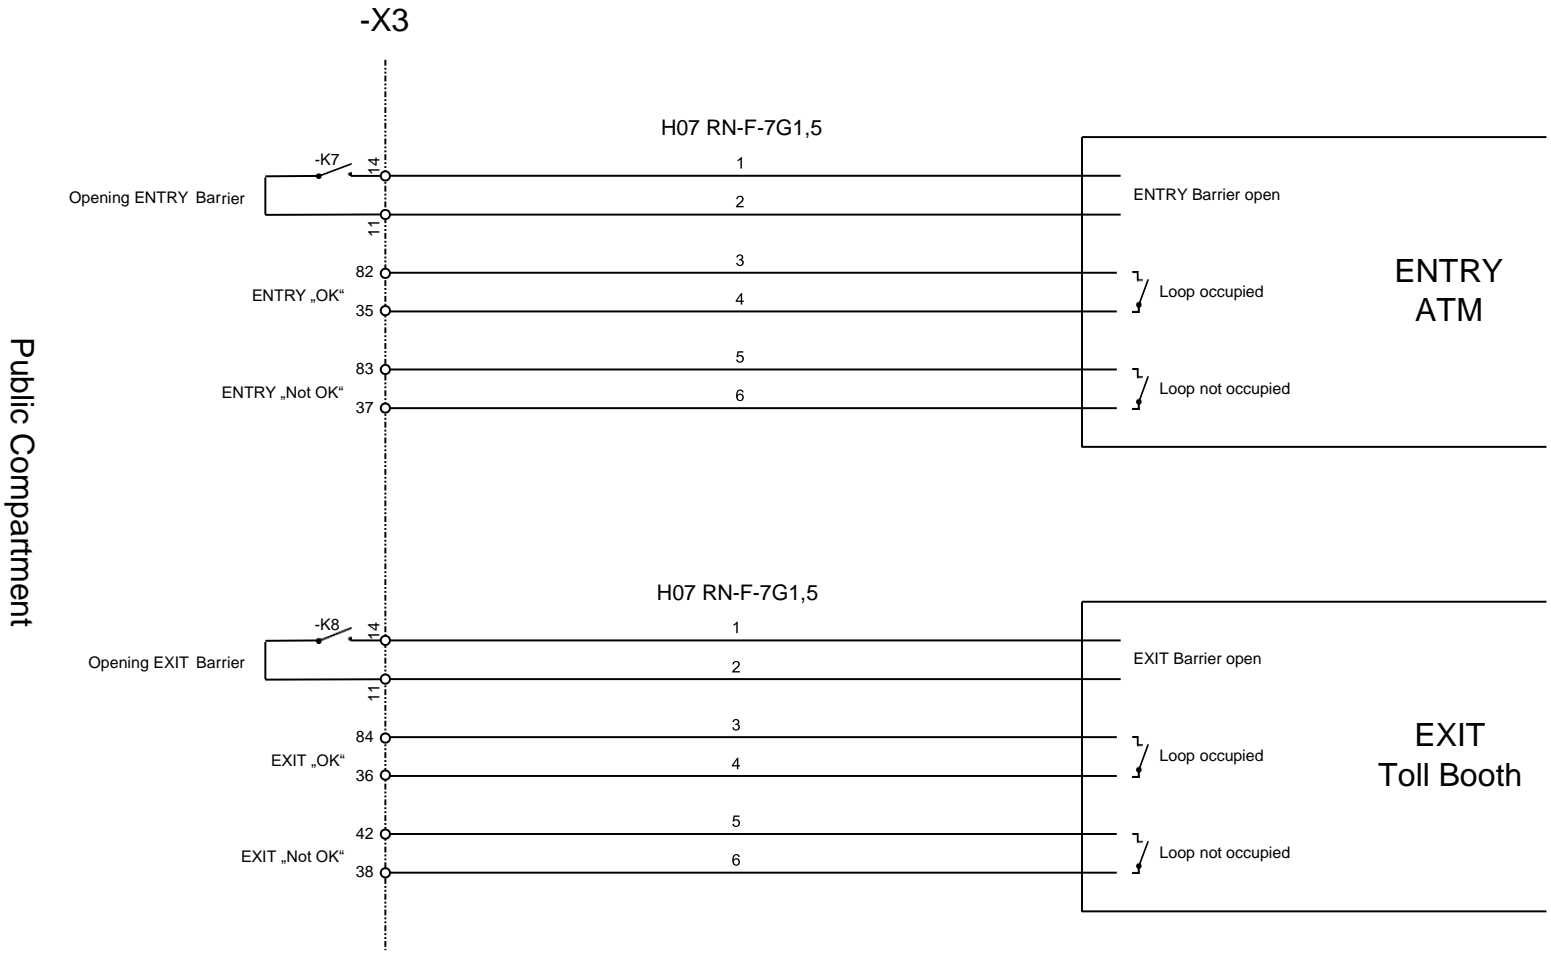 -X3
H07 RN-F-7G1,5
-K7
14
1
Opening ENTRY Barrier
2
ENTRY Barrier open
11
82
3
ENTRY „OK“
Loop occupied
35
4
ENTRY
ATM
83
5
ENTRY „Not OK“
Loop not occupied
37
6
Public Compartment
H07 RN-F-7G1,5
-K8
14
1
Opening EXIT Barrier
2
EXIT Barrier open
11
84
3
EXIT „OK“
Loop occupied
36
4
EXIT
Toll Booth
42
5
EXIT „Not OK“
Loop not occupied
38
6